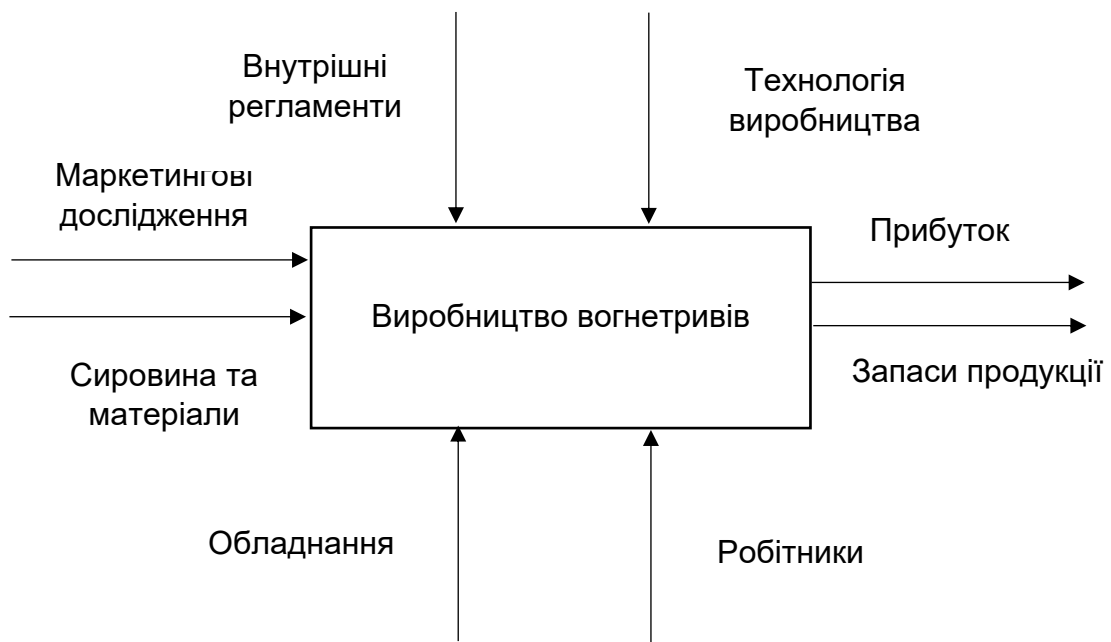 Внутрішні
регламенти
Технологія
виробництва
Маркетингові
дослідження
Прибуток
Виробництво вогнетривів
Сировина та
матеріали
Запаси продукції
Обладнання
Робітники